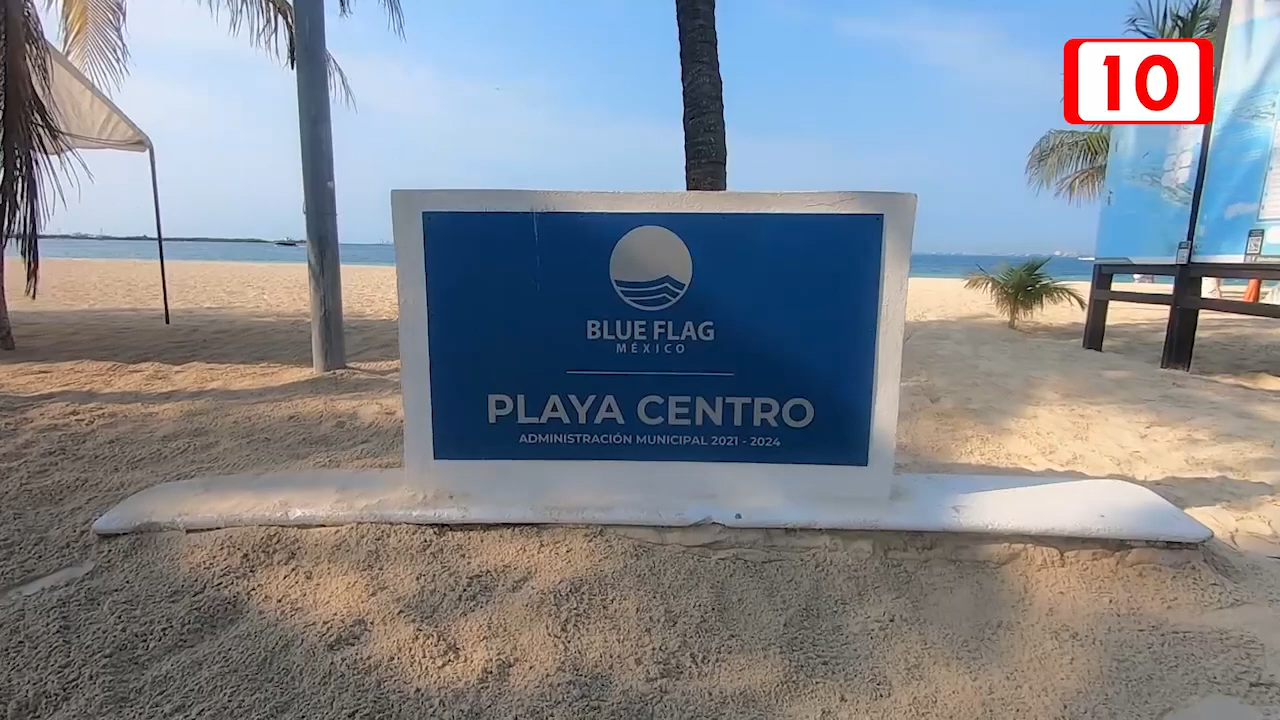 10
BLUE FLAG
MÉXICO
PLAYA CENTRO
ADMINISTRACIÓN MUNICIPAL 2021 - 2024